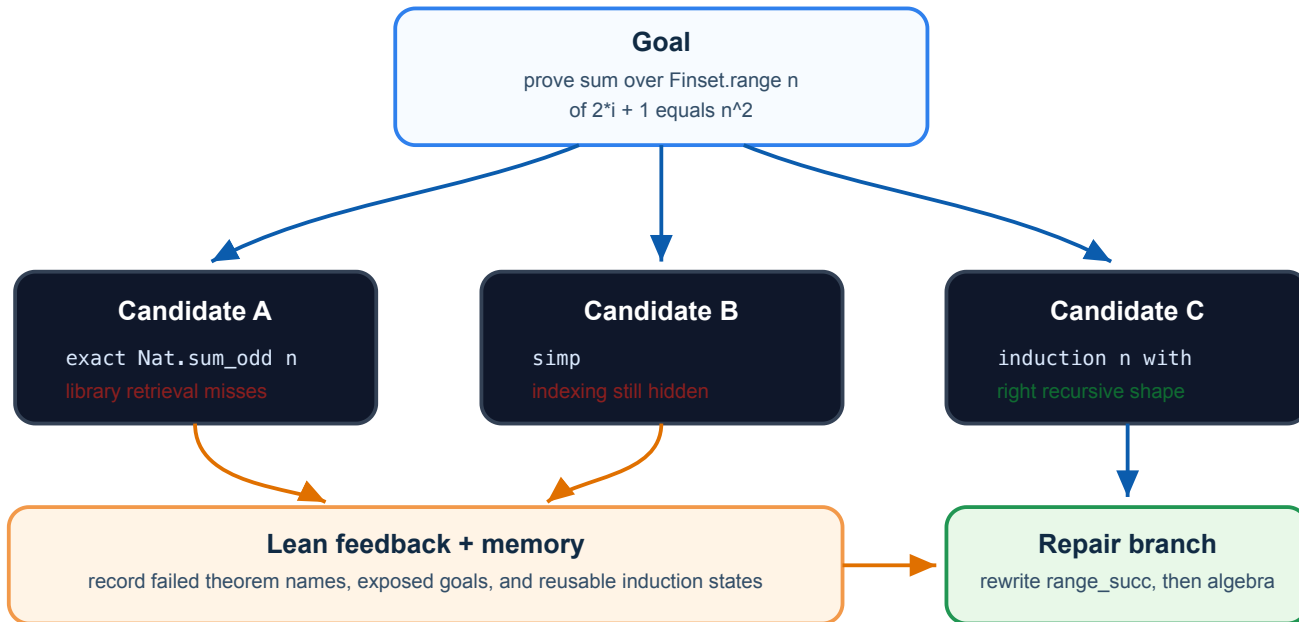 Goal
prove sum over Finset.range n
of 2*i + 1 equals n^2
Candidate A
exact Nat.sum_odd n
library retrieval misses
Candidate B
simp
indexing still hidden
Candidate C
induction n with
right recursive shape
Lean feedback + memory
record failed theorem names, exposed goals, and reusable induction states
Repair branch
rewrite range_succ, then algebra